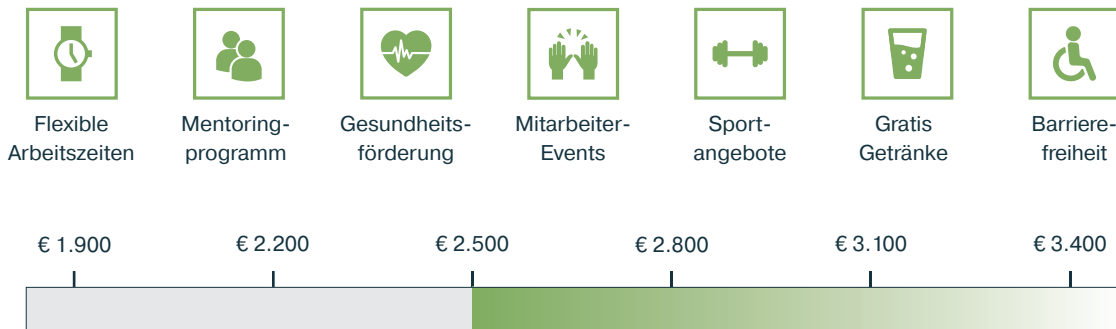 Flexible
Arbeitszeiten
Mentoring-
programm
Gesundheits-
förderung
Mitarbeiter-
Events
Sport-
angebote
Gratis
Getränke
Barriere-
freiheit
€ 1.900 € 2.200 € 2.500 € 2.800 € 3.100 € 3.400